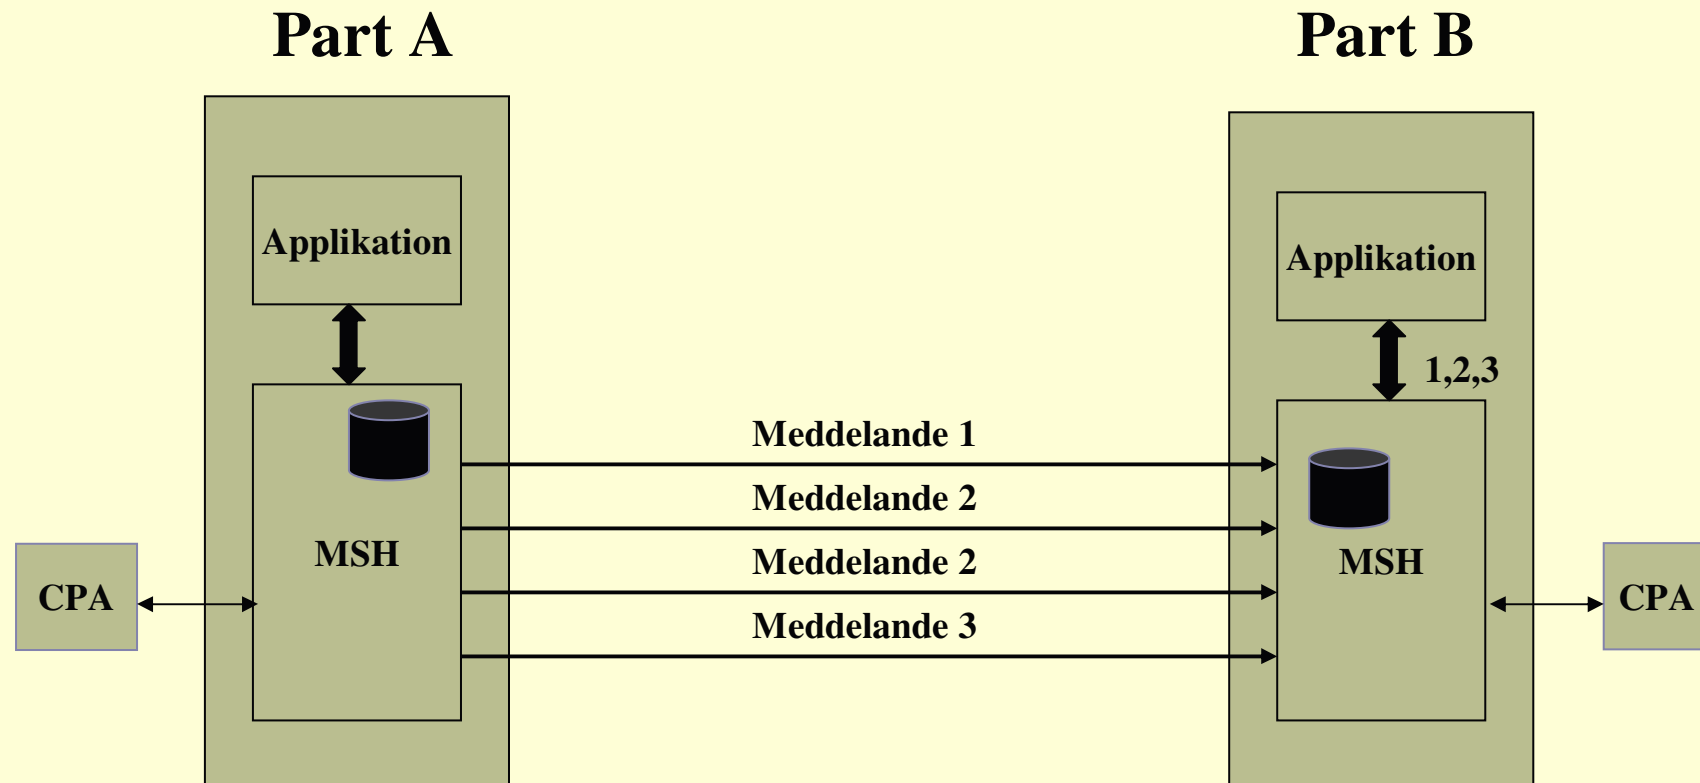 Part A
Part B
Applikation
Applikation
1,2,3
Meddelande 1
Meddelande 2
MSH
Meddelande 2
MSH
CPA
CPA
Meddelande 3